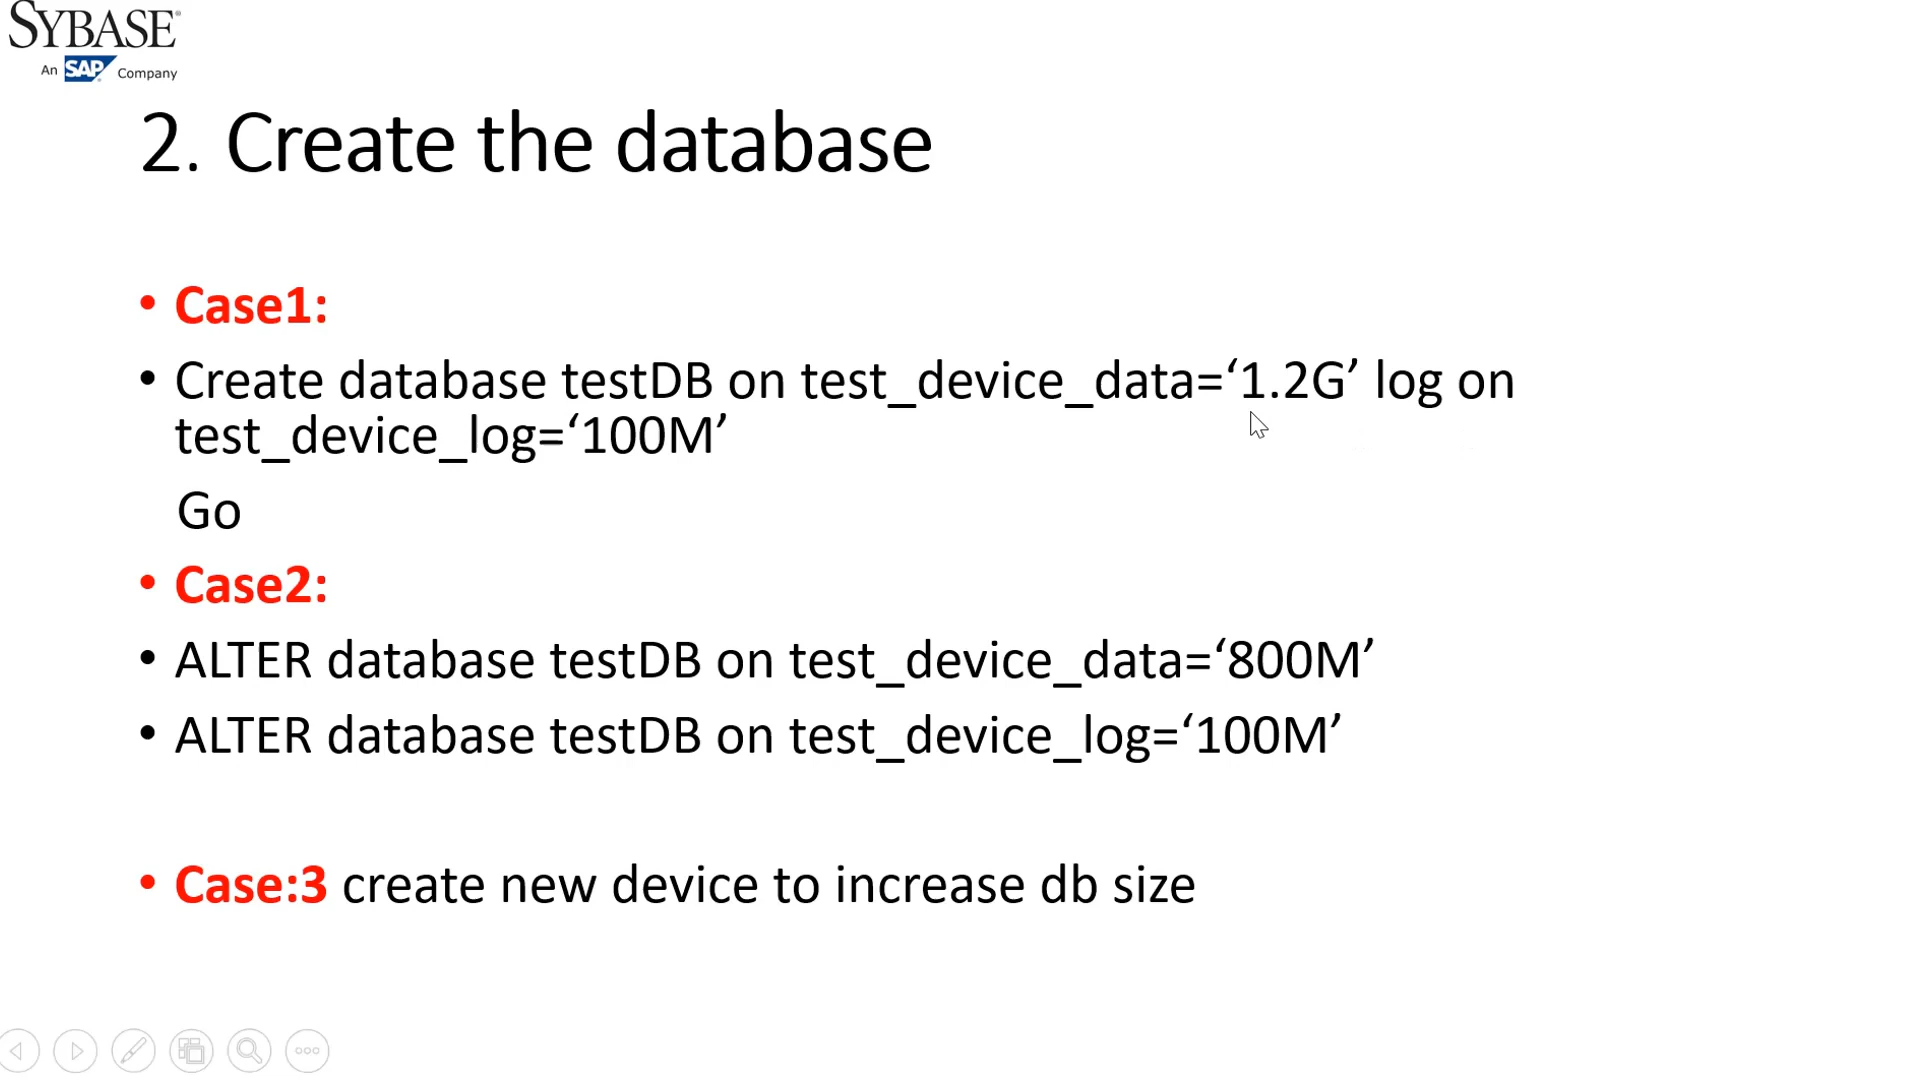 SYBASE®
An SAP Company
2. Create the database
• Case1:
• Create database testDB on test_device_data=‘1.2G’ log on
test_device_log=‘100M’
Go
• Case2:
• ALTER database testDB on test_device_data=‘800M’
• ALTER database testDB on test_device_log=‘100M’
• Case:3 create new device to increase db size